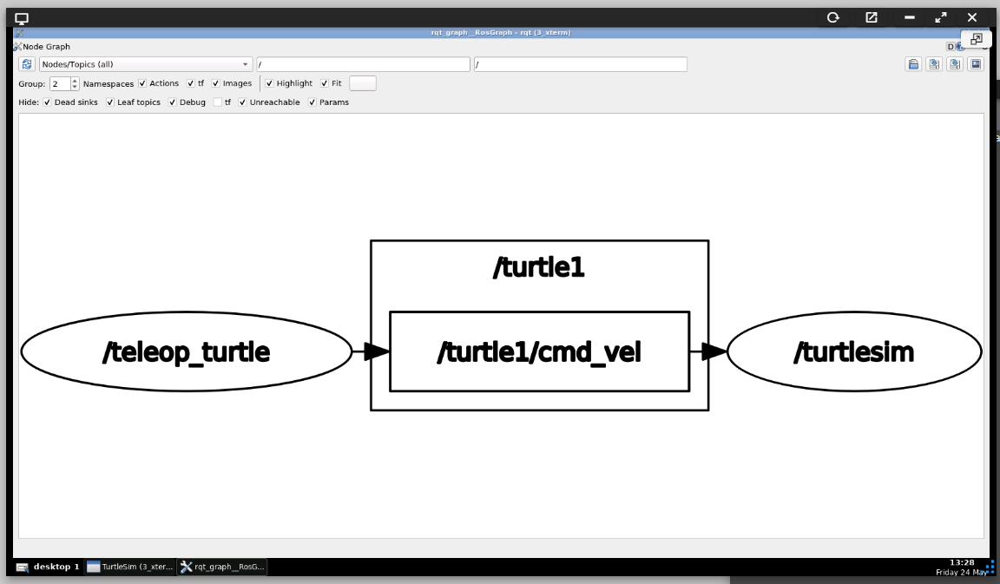 rqt_graph__RosGraph - rqt (3_xterm)
Node Graph
D
Nodes/Topics (all) / /
Group: 2 Namespaces Actions tf Images Highlight Fit
Hide: Dead sinks Leaf topics Debug tf Unreachable Params
/turtle1
/teleop_turtle /turtle1/cmd_vel /turtlesim
desktop 1 TurtleSim (3_xter... rqt_graph__RosG... 13:28
Friday 24 May